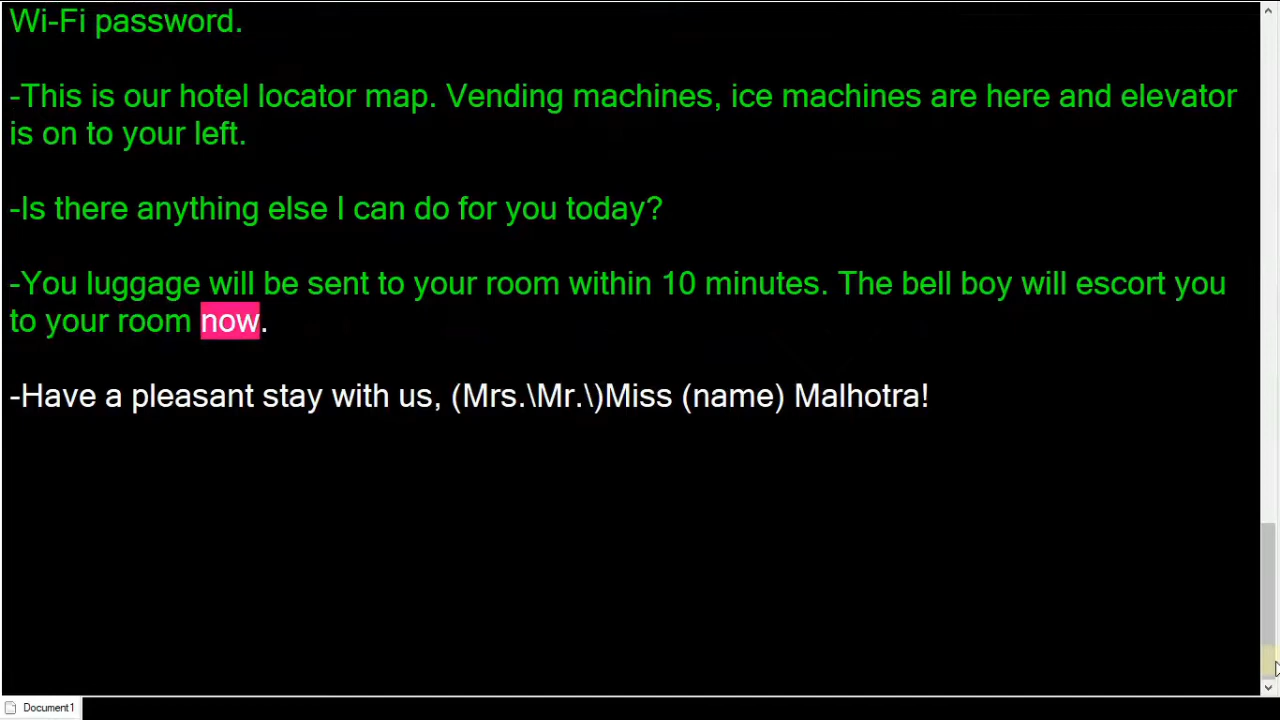 Wi-Fi password.
-This is our hotel locator map. Vending machines, ice machines are here and elevator
is on to your left.
-Is there anything else I can do for you today?
-You luggage will be sent to your room within 10 minutes. The bell boy will escort you
to your room now.
-Have a pleasant stay with us, (Mrs.\Mr.\)Miss (name) Malhotra!
Document1